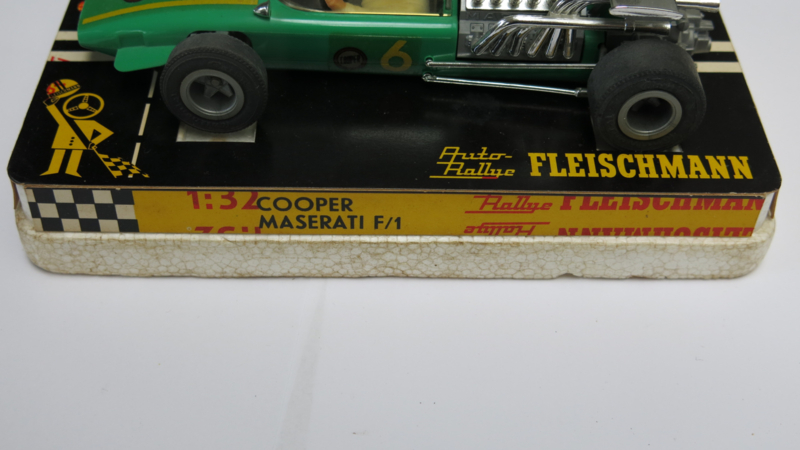 6
Auto-
Rallye FLEISCHMANN
1:32 COOPER
MASERATI F/1
Rallye FLEISCHMANN